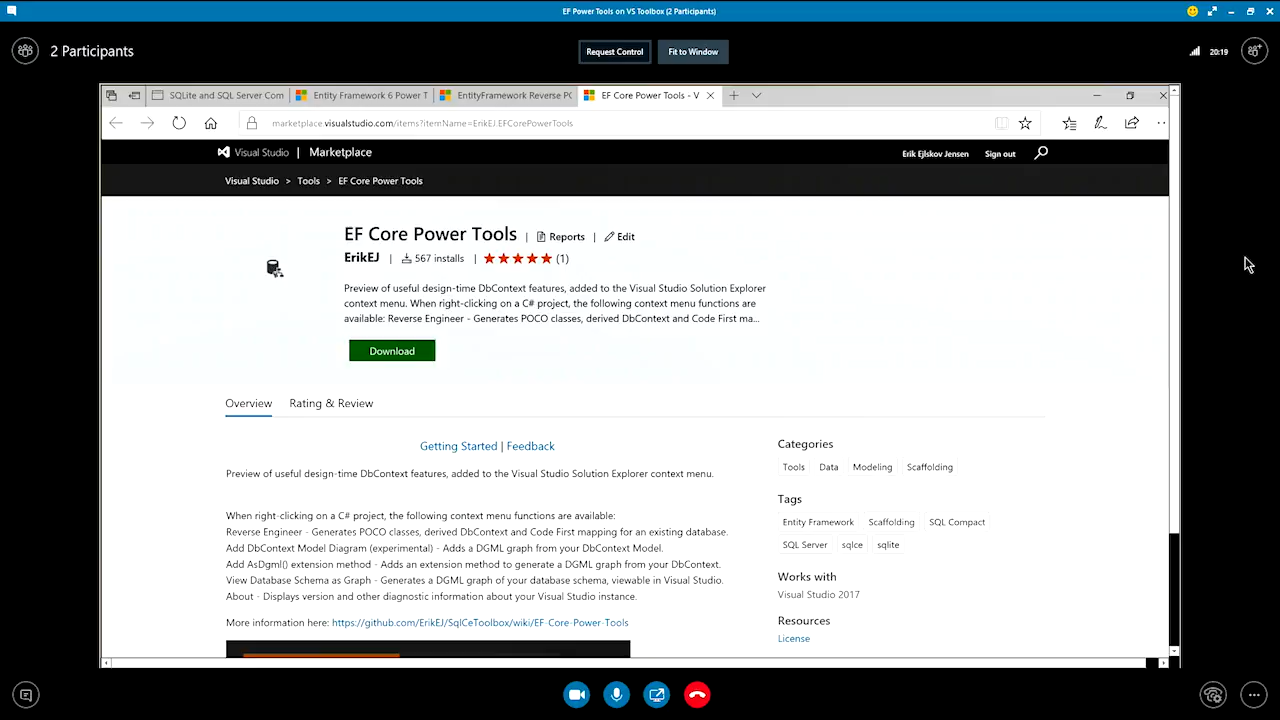 EF Power Tools on VS Toolbox (2 Participants)
2 Participants
Request Control
Fit to Window
20:19
SQLite and SQL Server Com
Entity Framework 6 Power T
EntityFramework Reverse PO
EF Core Power Tools - V
marketplace.visualstudio.com/items?itemName=ErikEJ.EFCorePowerTools
Visual Studio | Marketplace
Erik Ejlskov Jensen
Sign out
Visual Studio > Tools > EF Core Power Tools
EF Core Power Tools | Reports | Edit
ErikEJ | 567 installs | (1)
Preview of useful design-time DbContext features, added to the Visual Studio Solution Explorer
context menu. When right-clicking on a C# project, the following context menu functions are
available: Reverse Engineer - Generates POCO classes, derived DbContext and Code First ma...
Download
Overview
Rating & Review
Getting Started | Feedback
Preview of useful design-time DbContext features, added to the Visual Studio Solution Explorer context menu.
When right-clicking on a C# project, the following context menu functions are available:
Reverse Engineer - Generates POCO classes, derived DbContext and Code First mapping for an existing database.
Add DbContext Model Diagram (experimental) - Adds a DGML graph from your DbContext Model.
Add AsDgml() extension method - Adds an extension method to generate a DGML graph from your DbContext.
View Database Schema as Graph - Generates a DGML graph of your database schema, viewable in Visual Studio.
About - Displays version and other diagnostic information about your Visual Studio instance.
More information here: https://github.com/ErikEJ/SqlCeToolbox/wiki/EF-Core-Power-Tools
Categories
Tools Data Modeling Scaffolding
Tags
Entity Framework Scaffolding SQL Compact
SQL Server sqlce sqlite
Works with
Visual Studio 2017
Resources
License